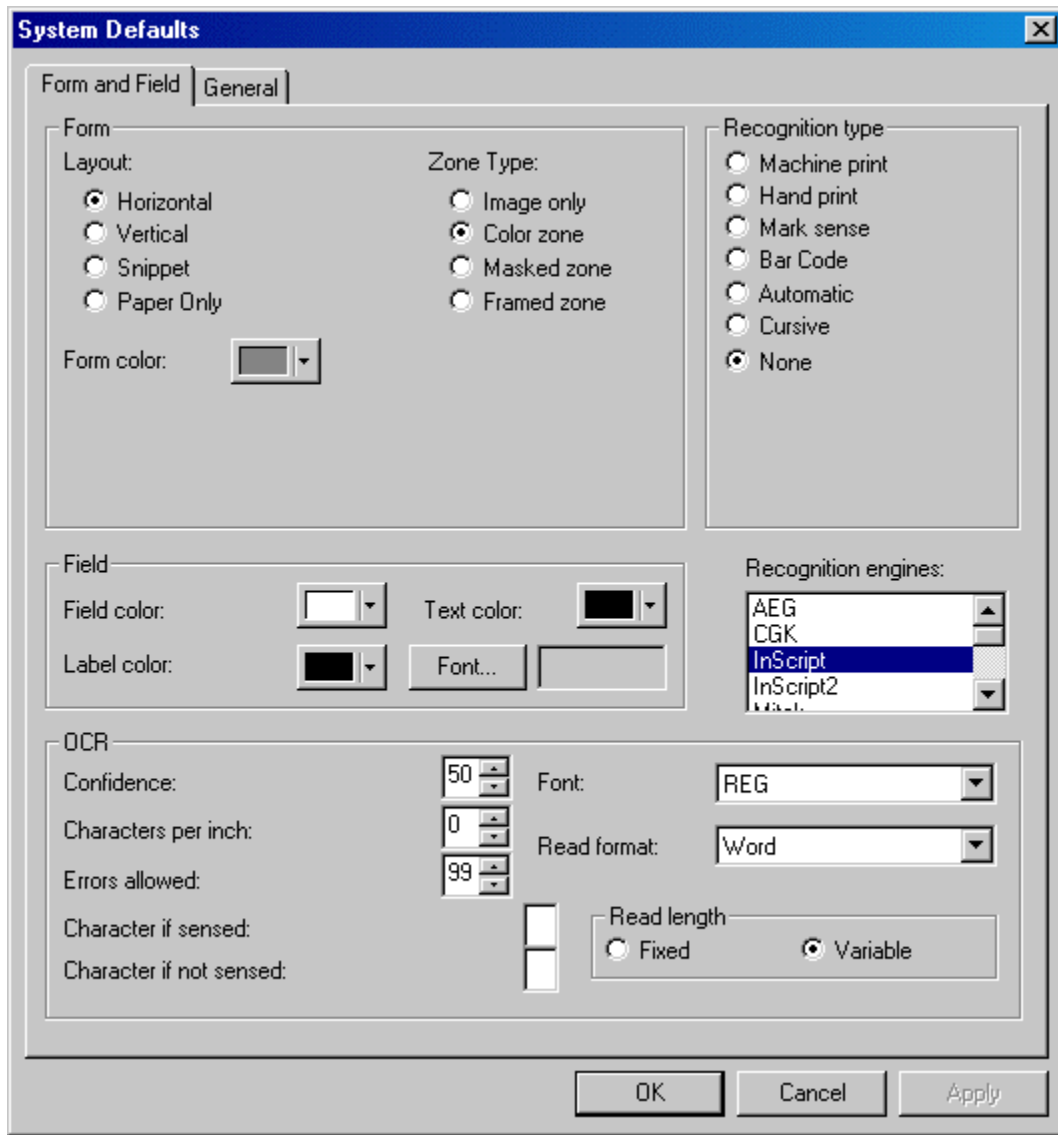 System Defaults
Form and Field
General
Form
Layout:
Horizontal
Vertical
Snippet
Paper Only
Form color:
Zone Type:
Image only
Color zone
Masked zone
Framed zone
Recognition type
Machine print
Hand print
Mark sense
Bar Code
Automatic
Cursive
None
Field
Field color:
Text color:
Label color:
Font...
Recognition engines:
AEG
CGK
InScript
InScript2
OCR
Confidence: 50
Characters per inch: 0
Errors allowed: 99
Character if sensed:
Character if not sensed:
Font: REG
Read format: Word
Read length
Fixed
Variable
OK
Cancel
Apply